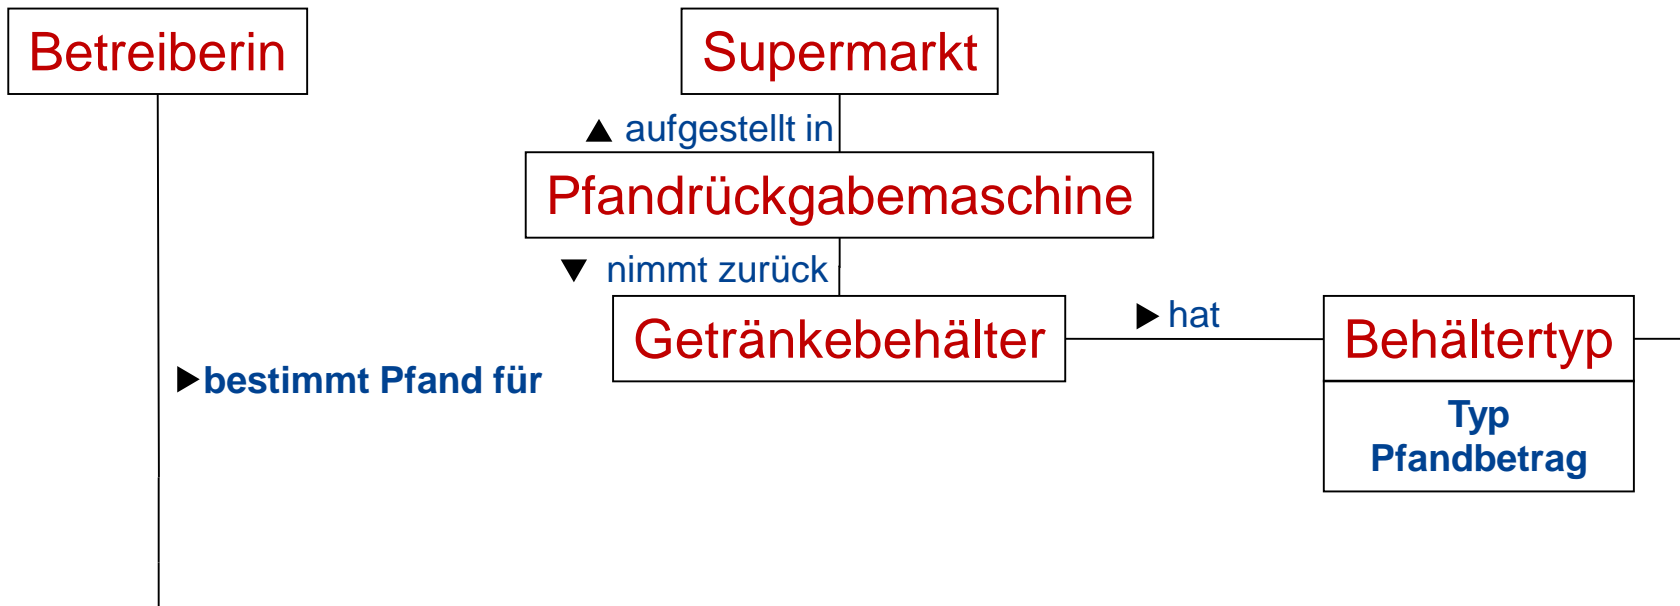 Betreiberin
Supermarkt
aufgestellt in
Pfandrückgabemaschine
nimmt zurück
Getränkebehälter
hat
Behältertyp
bestimmt Pfand für
Typ
Pfandbetrag